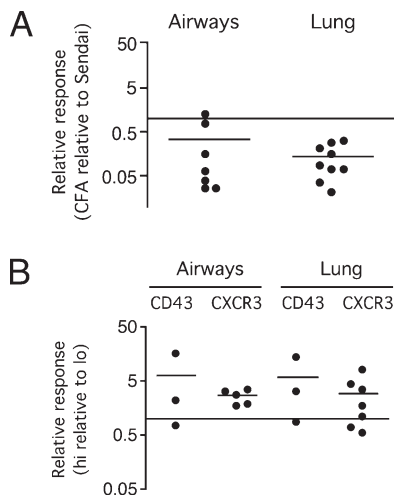 A
Airways Lung
50
5
0.5
0.05
Relative response
(CFA relative to Sendai)
B
Airways Lung
CD43 CXCR3 CD43 CXCR3
50
5
0.5
0.05
Relative response
(hi relative to lo)